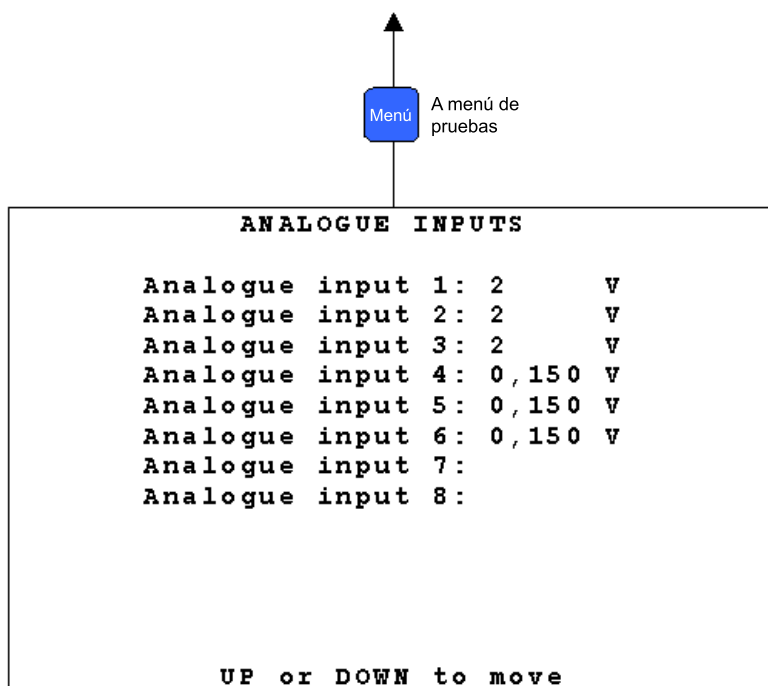 Menú
A menú de
pruebas
ANALOGUE INPUTS
Analogue input 1: 2 V
Analogue input 2: 2 V
Analogue input 3: 2 V
Analogue input 4: 0,150 V
Analogue input 5: 0,150 V
Analogue input 6: 0,150 V
Analogue input 7:
Analogue input 8:
UP or DOWN to move